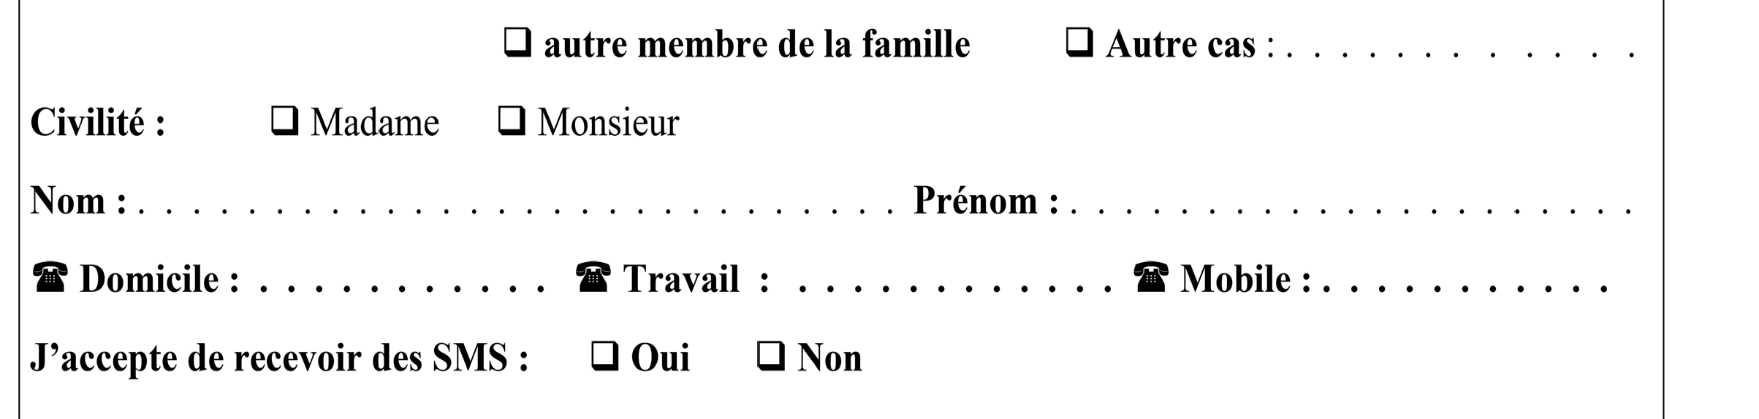 ❑ autre membre de la famille ❑ Autre cas : . . . . . . . . . . . . .
Civilité : ❑ Madame ❑ Monsieur
Nom : . . . . . . . . . . . . . . . . . . . . . . . . . . . . Prénom : . . . . . . . . . . . . . . . . . . . . .
☎ Domicile : . . . . . . . . . . . ☎ Travail : . . . . . . . . . . . . ☎ Mobile : . . . . . . . . . . .
J’accepte de recevoir des SMS : ❑ Oui ❑ Non